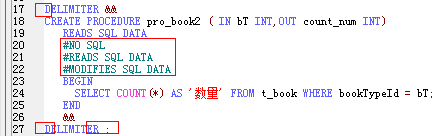 17 DELIMITER &&
18 CREATE PROCEDURE pro_book2 ( IN bT INT,OUT count_num INT)
19 READS SQL DATA
20 #NO SQL
21 #READS SQL DATA
22 #MODIFIES SQL DATA
23 BEGIN
24 SELECT COUNT(*) AS '数量' FROM t_book WHERE bookTypeId = bT;
25 END
26 &&
27 DELIMITER ;